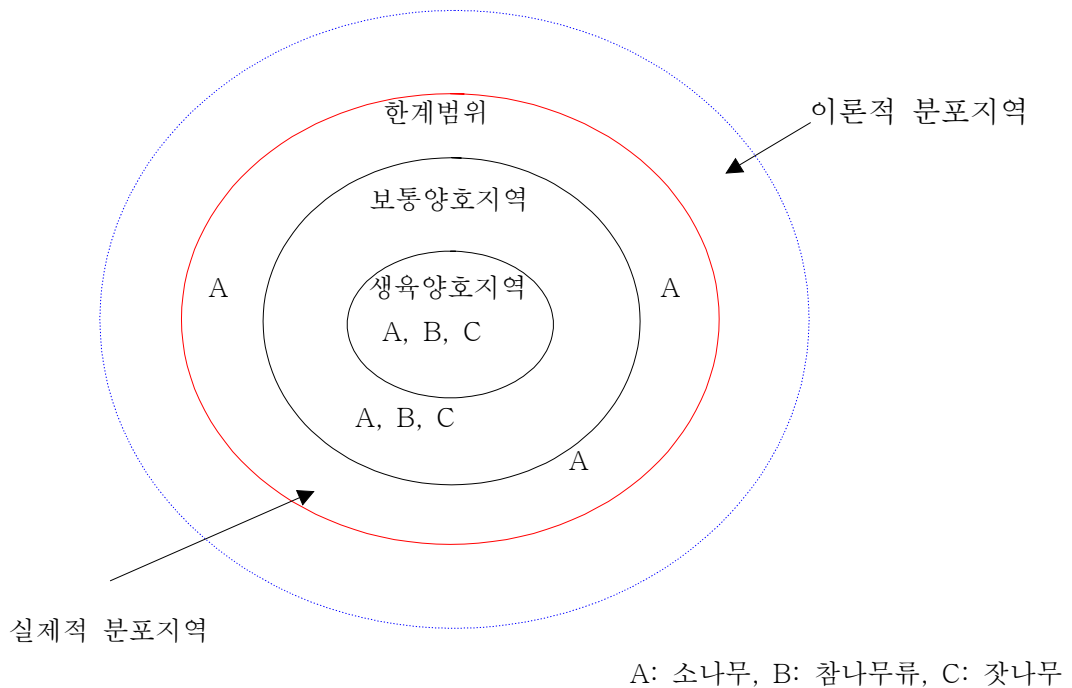 한계범위
이론적 분포지역
보통양호지역
생육양호지역
A
A
A, B, C
A, B, C
A
실제적 분포지역
A: 소나무, B: 참나무류, C: 잣나무